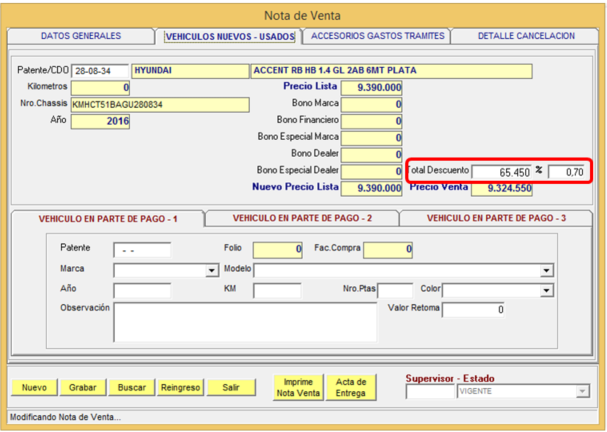 Nota de Venta
DATOS GENERALES VEHICULOS NUEVOS - USADOS ACCESORIOS GASTOS TRAMITES DETALLE CANCELACION
Patente/CDO 28-08-34 HYUNDAI ACCENT RB HB 1.4 GL 2AB 6MT PLATA
Kilometros 0 Precio Lista 9.390.000
Nro.Chassis KMHCT51BAGU280834 Bono Marca 0
Año 2016 Bono Financiero 0
Bono Especial Marca 0
Bono Dealer 0
Bono Especial Dealer 0 Total Descuento 65.450 % 0,70
Nuevo Precio Lista 9.390.000 Precio Venta 9.324.550
VEHICULO EN PARTE DE PAGO - 1 VEHICULO EN PARTE DE PAGO - 2 VEHICULO EN PARTE DE PAGO - 3
Patente - - Folio 0 Fac.Compra 0
Marca Modelo
Año KM Nro.Ptas Color
Observación Valor Retoma 0
Nuevo Grabar Buscar Reingreso Salir Imprime Nota Venta Acta de Entrega
Supervisor - Estado
VIGENTE
Modificando Nota de Venta...